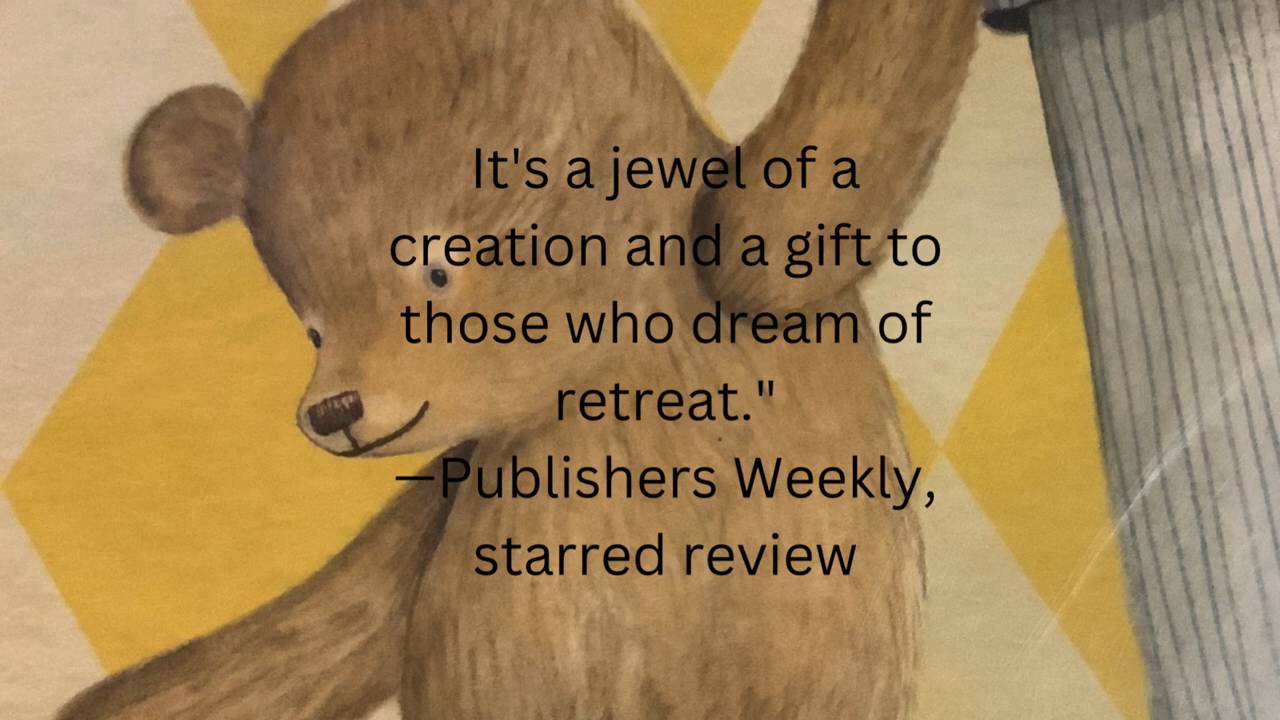 It's a jewel of a
creation and a gift to
those who dream of
retreat."
—Publishers Weekly,
starred review